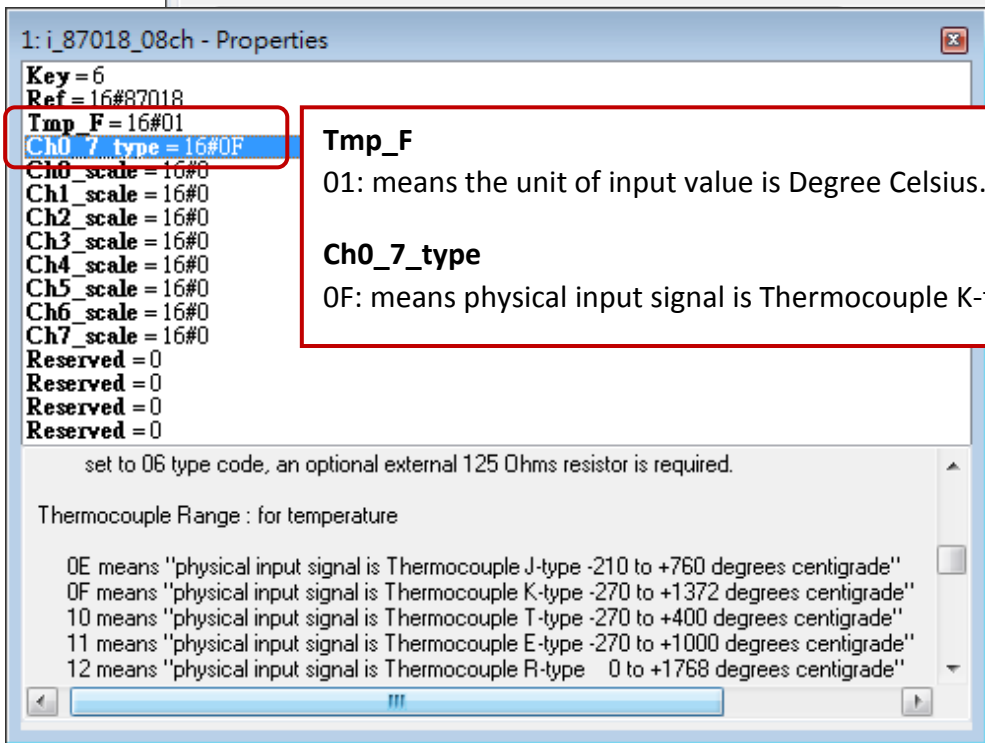 1: i_87018_08ch - Properties
Key = 6
Ref = 16#87018
Tmp_F = 16#01
Ch0_7_type = 16#0F
Ch0_scale = 16#0
Ch1_scale = 16#0
Ch2_scale = 16#0
Ch3_scale = 16#0
Ch4_scale = 16#0
Ch5_scale = 16#0
Ch6_scale = 16#0
Ch7_scale = 16#0
Reserved = 0
Reserved = 0
Reserved = 0
Reserved = 0
Tmp_F
01: means the unit of input value is Degree Celsius.
Ch0_7_type
0F: means physical input signal is Thermocouple K-
set to 06 type code, an optional external 125 Ohms resistor is required.
Thermocouple Range : for temperature
0E means "physical input signal is Thermocouple J-type -210 to +760 degrees centigrade"
0F means "physical input signal is Thermocouple K-type -270 to +1372 degrees centigrade"
10 means "physical input signal is Thermocouple T-type -270 to +400 degrees centigrade"
11 means "physical input signal is Thermocouple E-type -270 to +1000 degrees centigrade"
12 means "physical input signal is Thermocouple R-type 0 to +1768 degrees centigrade"